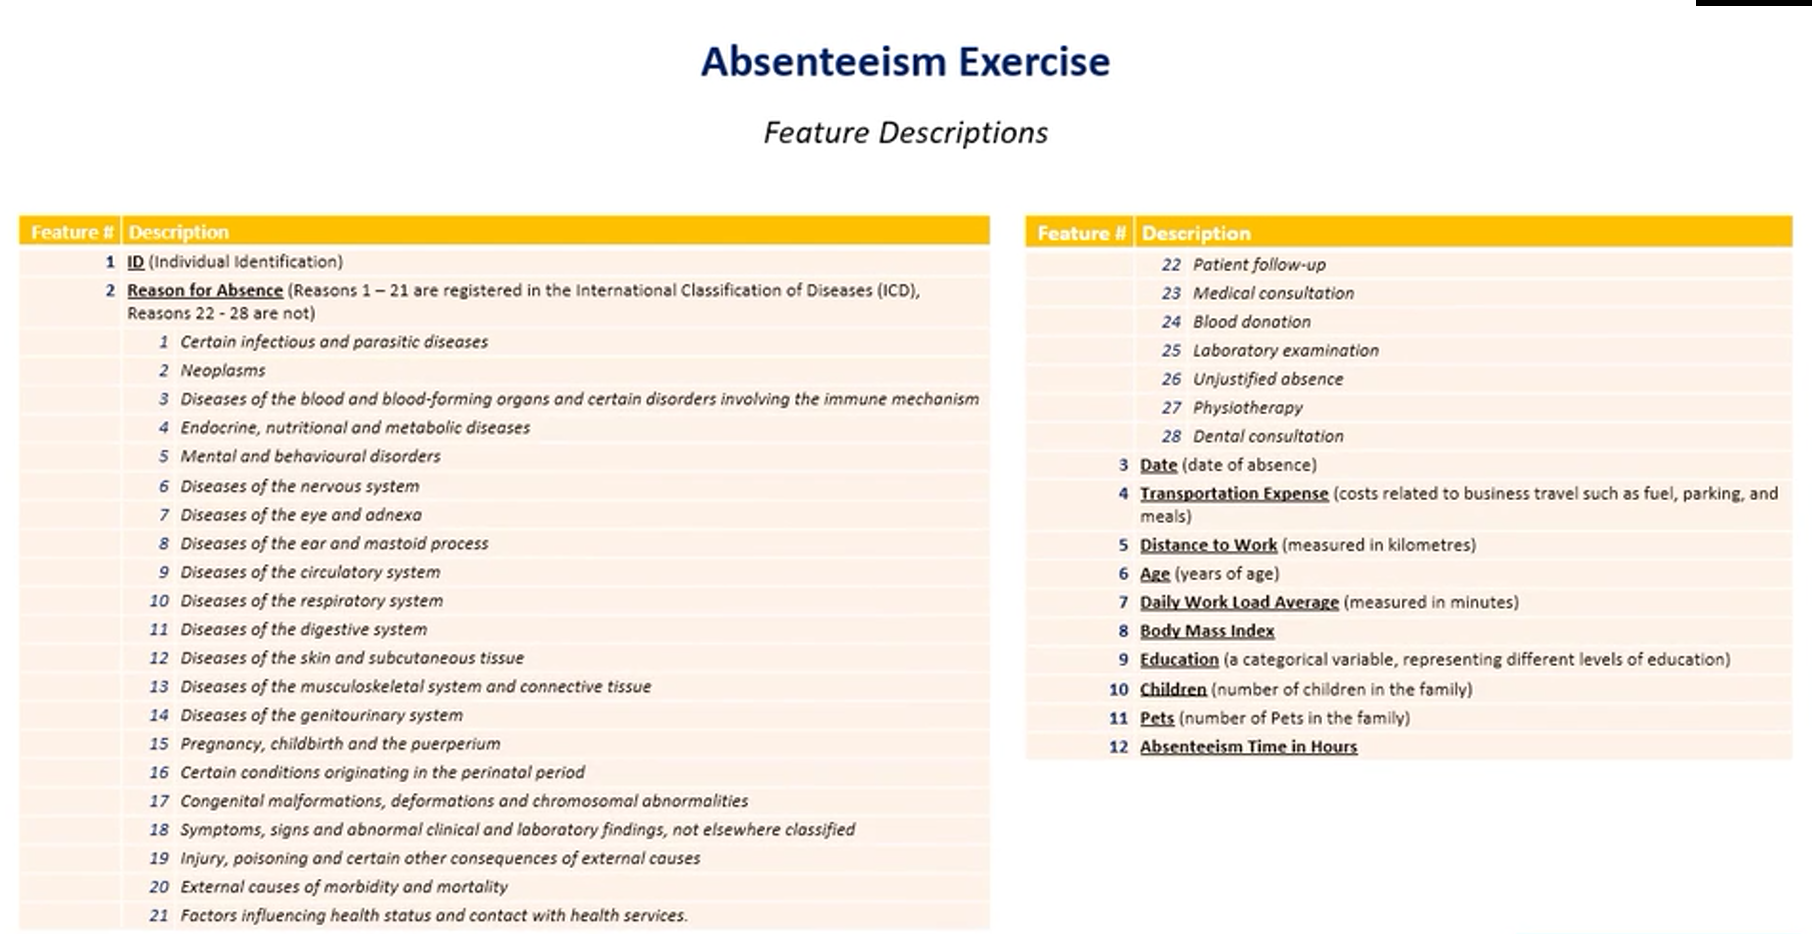 Absenteeism Exercise
Feature Descriptions
Feature # Description
1 ID (Individual Identification)
2 Reason for Absence (Reasons 1 – 21 are registered in the International Classification of Diseases (ICD),
Reasons 22 - 28 are not)
1 Certain infectious and parasitic diseases
2 Neoplasms
3 Diseases of the blood and blood-forming organs and certain disorders involving the immune mechanism
4 Endocrine, nutritional and metabolic diseases
5 Mental and behavioural disorders
6 Diseases of the nervous system
7 Diseases of the eye and adnexa
8 Diseases of the ear and mastoid process
9 Diseases of the circulatory system
10 Diseases of the respiratory system
11 Diseases of the digestive system
12 Diseases of the skin and subcutaneous tissue
13 Diseases of the musculoskeletal system and connective tissue
14 Diseases of the genitourinary system
15 Pregnancy, childbirth and the puerperium
16 Certain conditions originating in the perinatal period
17 Congenital malformations, deformations and chromosomal abnormalities
18 Symptoms, signs and abnormal clinical and laboratory findings, not elsewhere classified
19 Injury, poisoning and certain other consequences of external causes
20 External causes of morbidity and mortality
21 Factors influencing health status and contact with health services.
Feature # Description
22 Patient follow-up
23 Medical consultation
24 Blood donation
25 Laboratory examination
26 Unjustified absence
27 Physiotherapy
28 Dental consultation
3 Date (date of absence)
4 Transportation Expense (costs related to business travel such as fuel, parking, and
meals)
5 Distance to Work (measured in kilometres)
6 Age (years of age)
7 Daily Work Load Average (measured in minutes)
8 Body Mass Index
9 Education (a categorical variable, representing different levels of education)
10 Children (number of children in the family)
11 Pets (number of Pets in the family)
12 Absenteeism Time in Hours